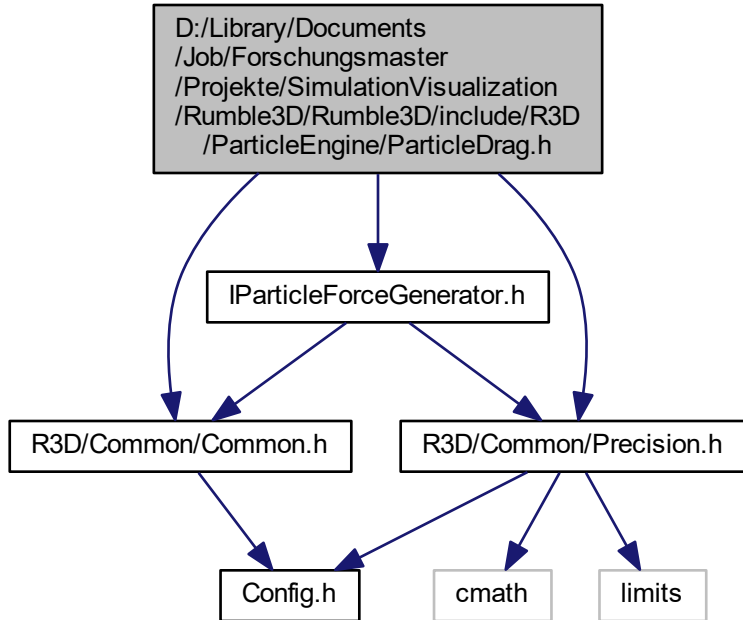 D:/Library/Documents
/Job/Forschungsmaster
/Projekte/SimulationVisualization
/Rumble3D/Rumble3D/include/R3D
/ParticleEngine/ParticleDrag.h
IParticleForceGenerator.h
R3D/Common/Common.h
R3D/Common/Precision.h
Config.h
cmath
limits